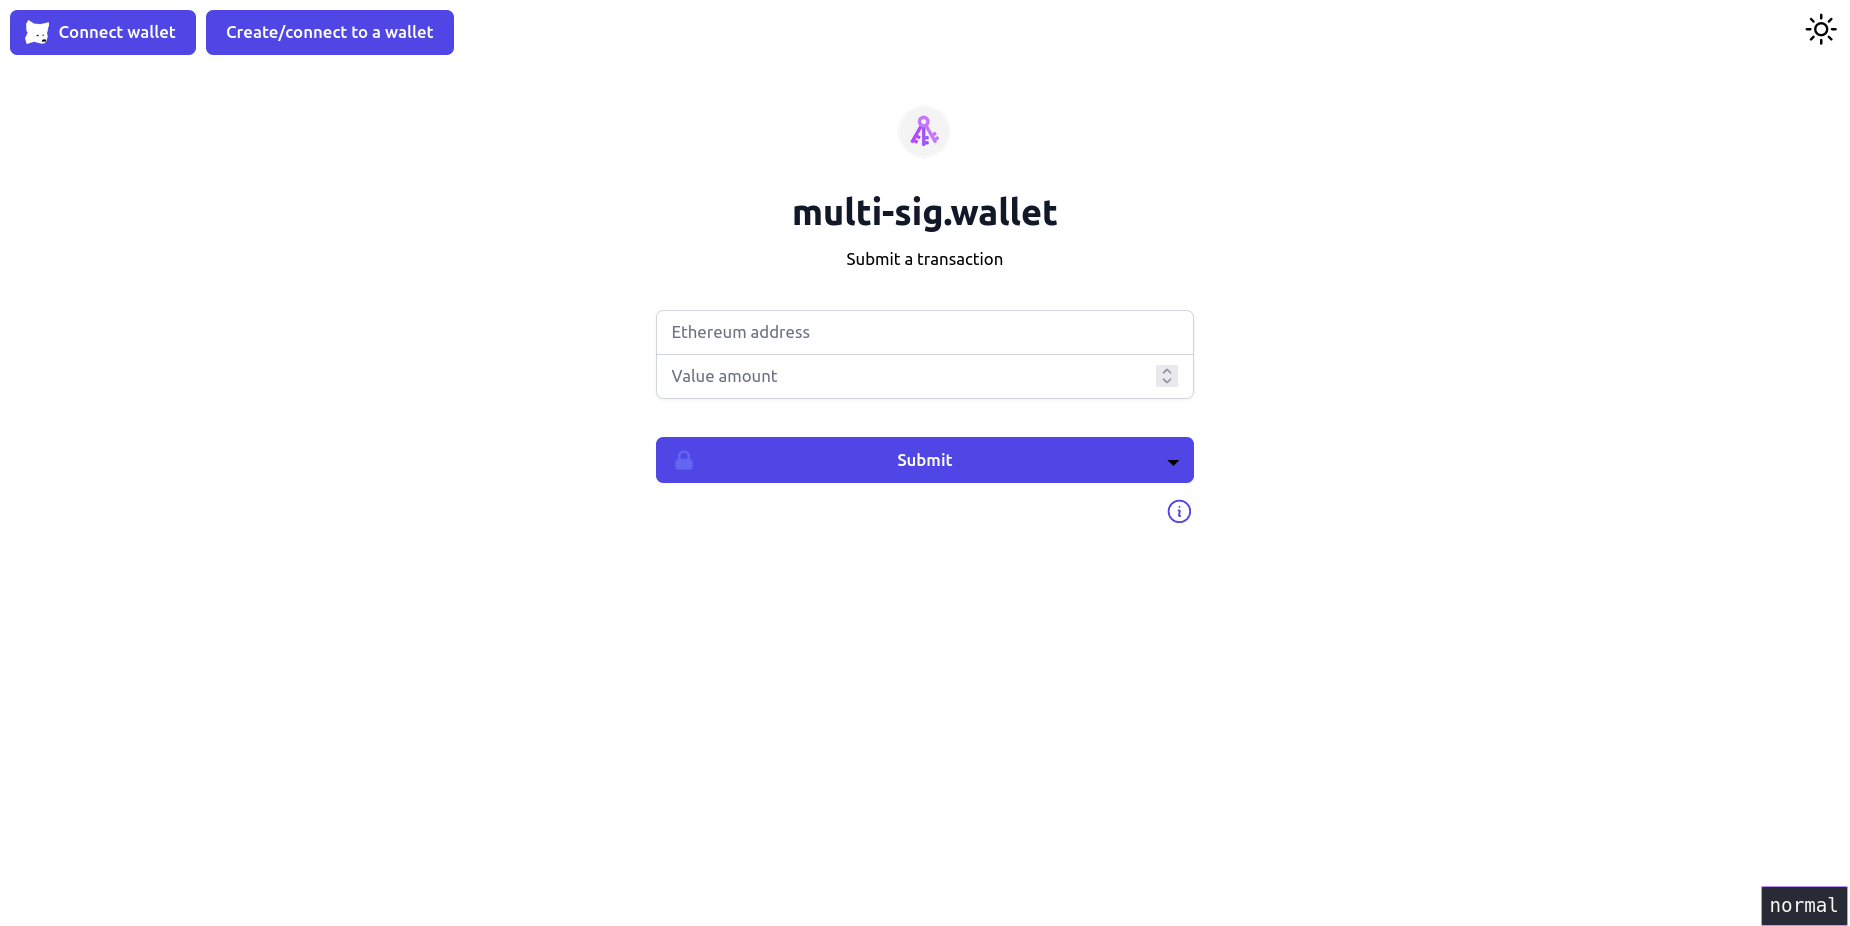 Connect wallet
Create/connect to a wallet
multi-sig.wallet
Submit a transaction
Ethereum address
Value amount
Submit
normal